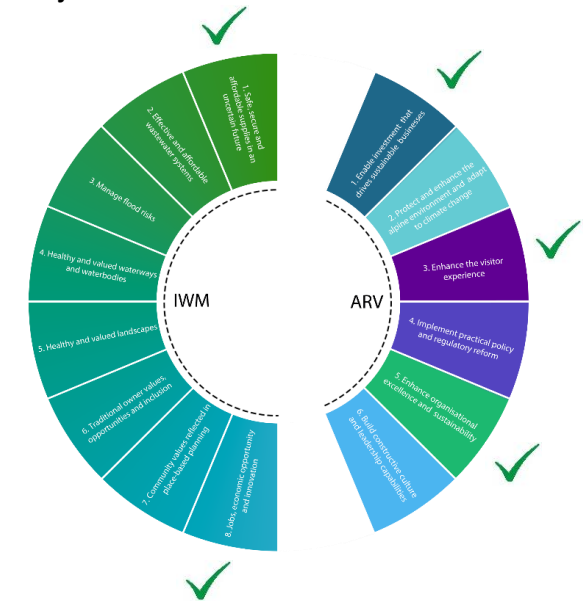 1. Safe, secure and
affordable supplies in an
uncertain future
2. Effective and affordable
wastewater systems
3. Manage flood risks
4. Healthy and valued waterways
and waterbodies
5. Healthy and valued landscapes
6. Traditional owner values,
opportunities and inclusion
7. Community values reflected in
place-based planning
8. Jobs, economic opportunity
and innovation
IWM
ARV
1. Enable investment that
drives sustainable businesses
2. Protect and enhance the
alpine environment and adapt
to climate change
3. Enhance the visitor
experience
4. Implement practical policy
and regulatory reform
5. Enhance organisational
excellence and sustainability
6. Build constructive culture
and leadership capabilities